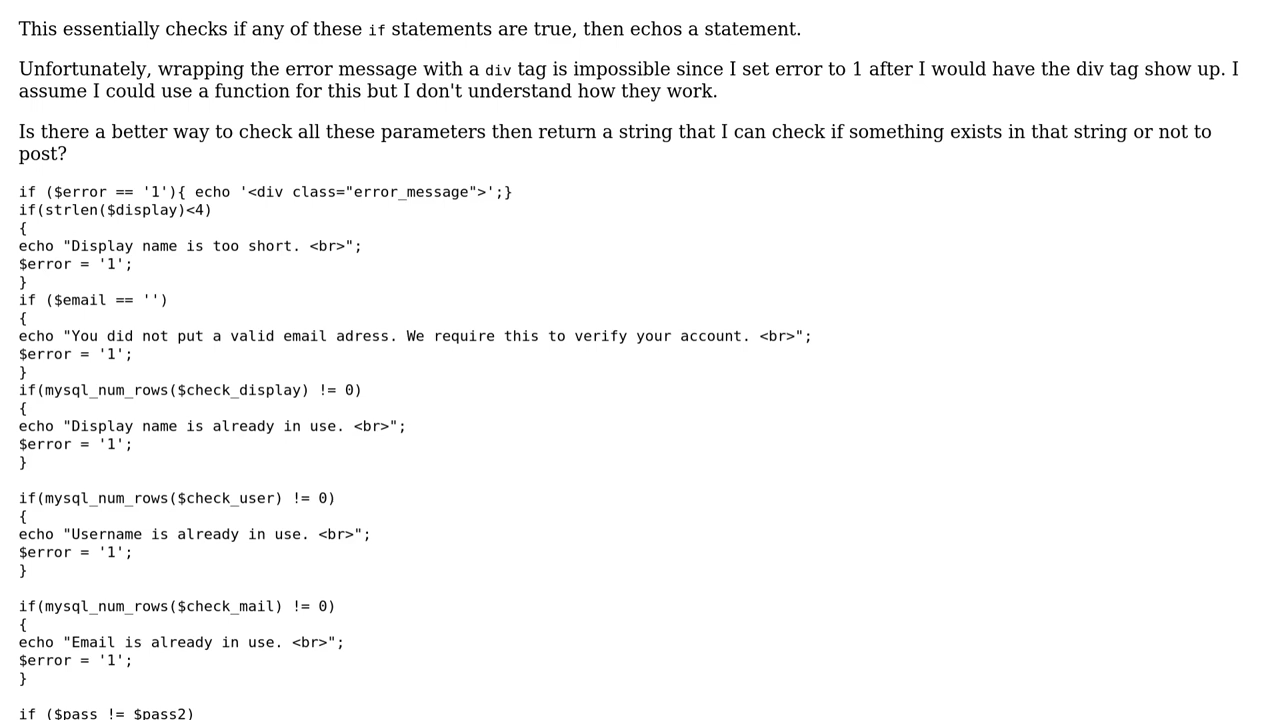 This essentially checks if any of these if statements are true, then echos a statement.
Unfortunately, wrapping the error message with a div tag is impossible since I set error to 1 after I would have the div tag show up. I
assume I could use a function for this but I don't understand how they work.
Is there a better way to check all these parameters then return a string that I can check if something exists in that string or not to
post?
if ($error == '1'){ echo '<div class="error_message">';}
if(strlen($display)<4)
{
echo "Display name is too short. <br>";
$error = '1';
}
if ($email == '')
{
echo "You did not put a valid email adress. We require this to verify your account. <br>";
$error = '1';
}
if(mysql_num_rows($check_display) != 0)
{
echo "Display name is already in use. <br>";
$error = '1';
}
if(mysql_num_rows($check_user) != 0)
{
echo "Username is already in use. <br>";
$error = '1';
}
if(mysql_num_rows($check_mail) != 0)
{
echo "Email is already in use. <br>";
$error = '1';
}
if ($pass != $pass2)